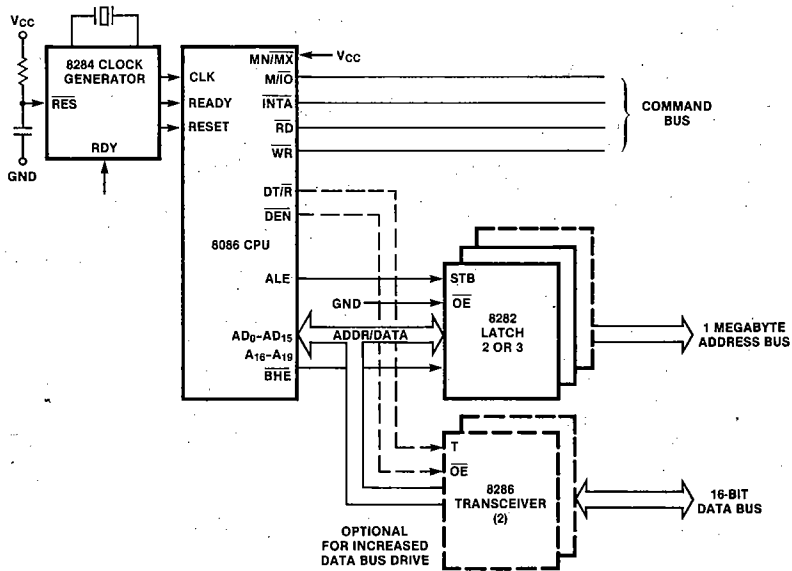 VCC
8284 CLOCK
GENERATOR
RES
RDY
GND
CLK
READY
RESET
8086 CPU
MN/MX
VCC
M/IO
INTA
RD
WR
COMMAND
BUS
DT/R
DEN
ALE
AD0–AD15
A16–A19
BHE
GND
ADDR/DATA
STB
OE
8282
LATCH
2 OR 3
1 MEGABYTE
ADDRESS BUS
T
OE
8286
TRANSCEIVER
(2)
16-BIT
DATA BUS
OPTIONAL
FOR INCREASED
DATA BUS DRIVE